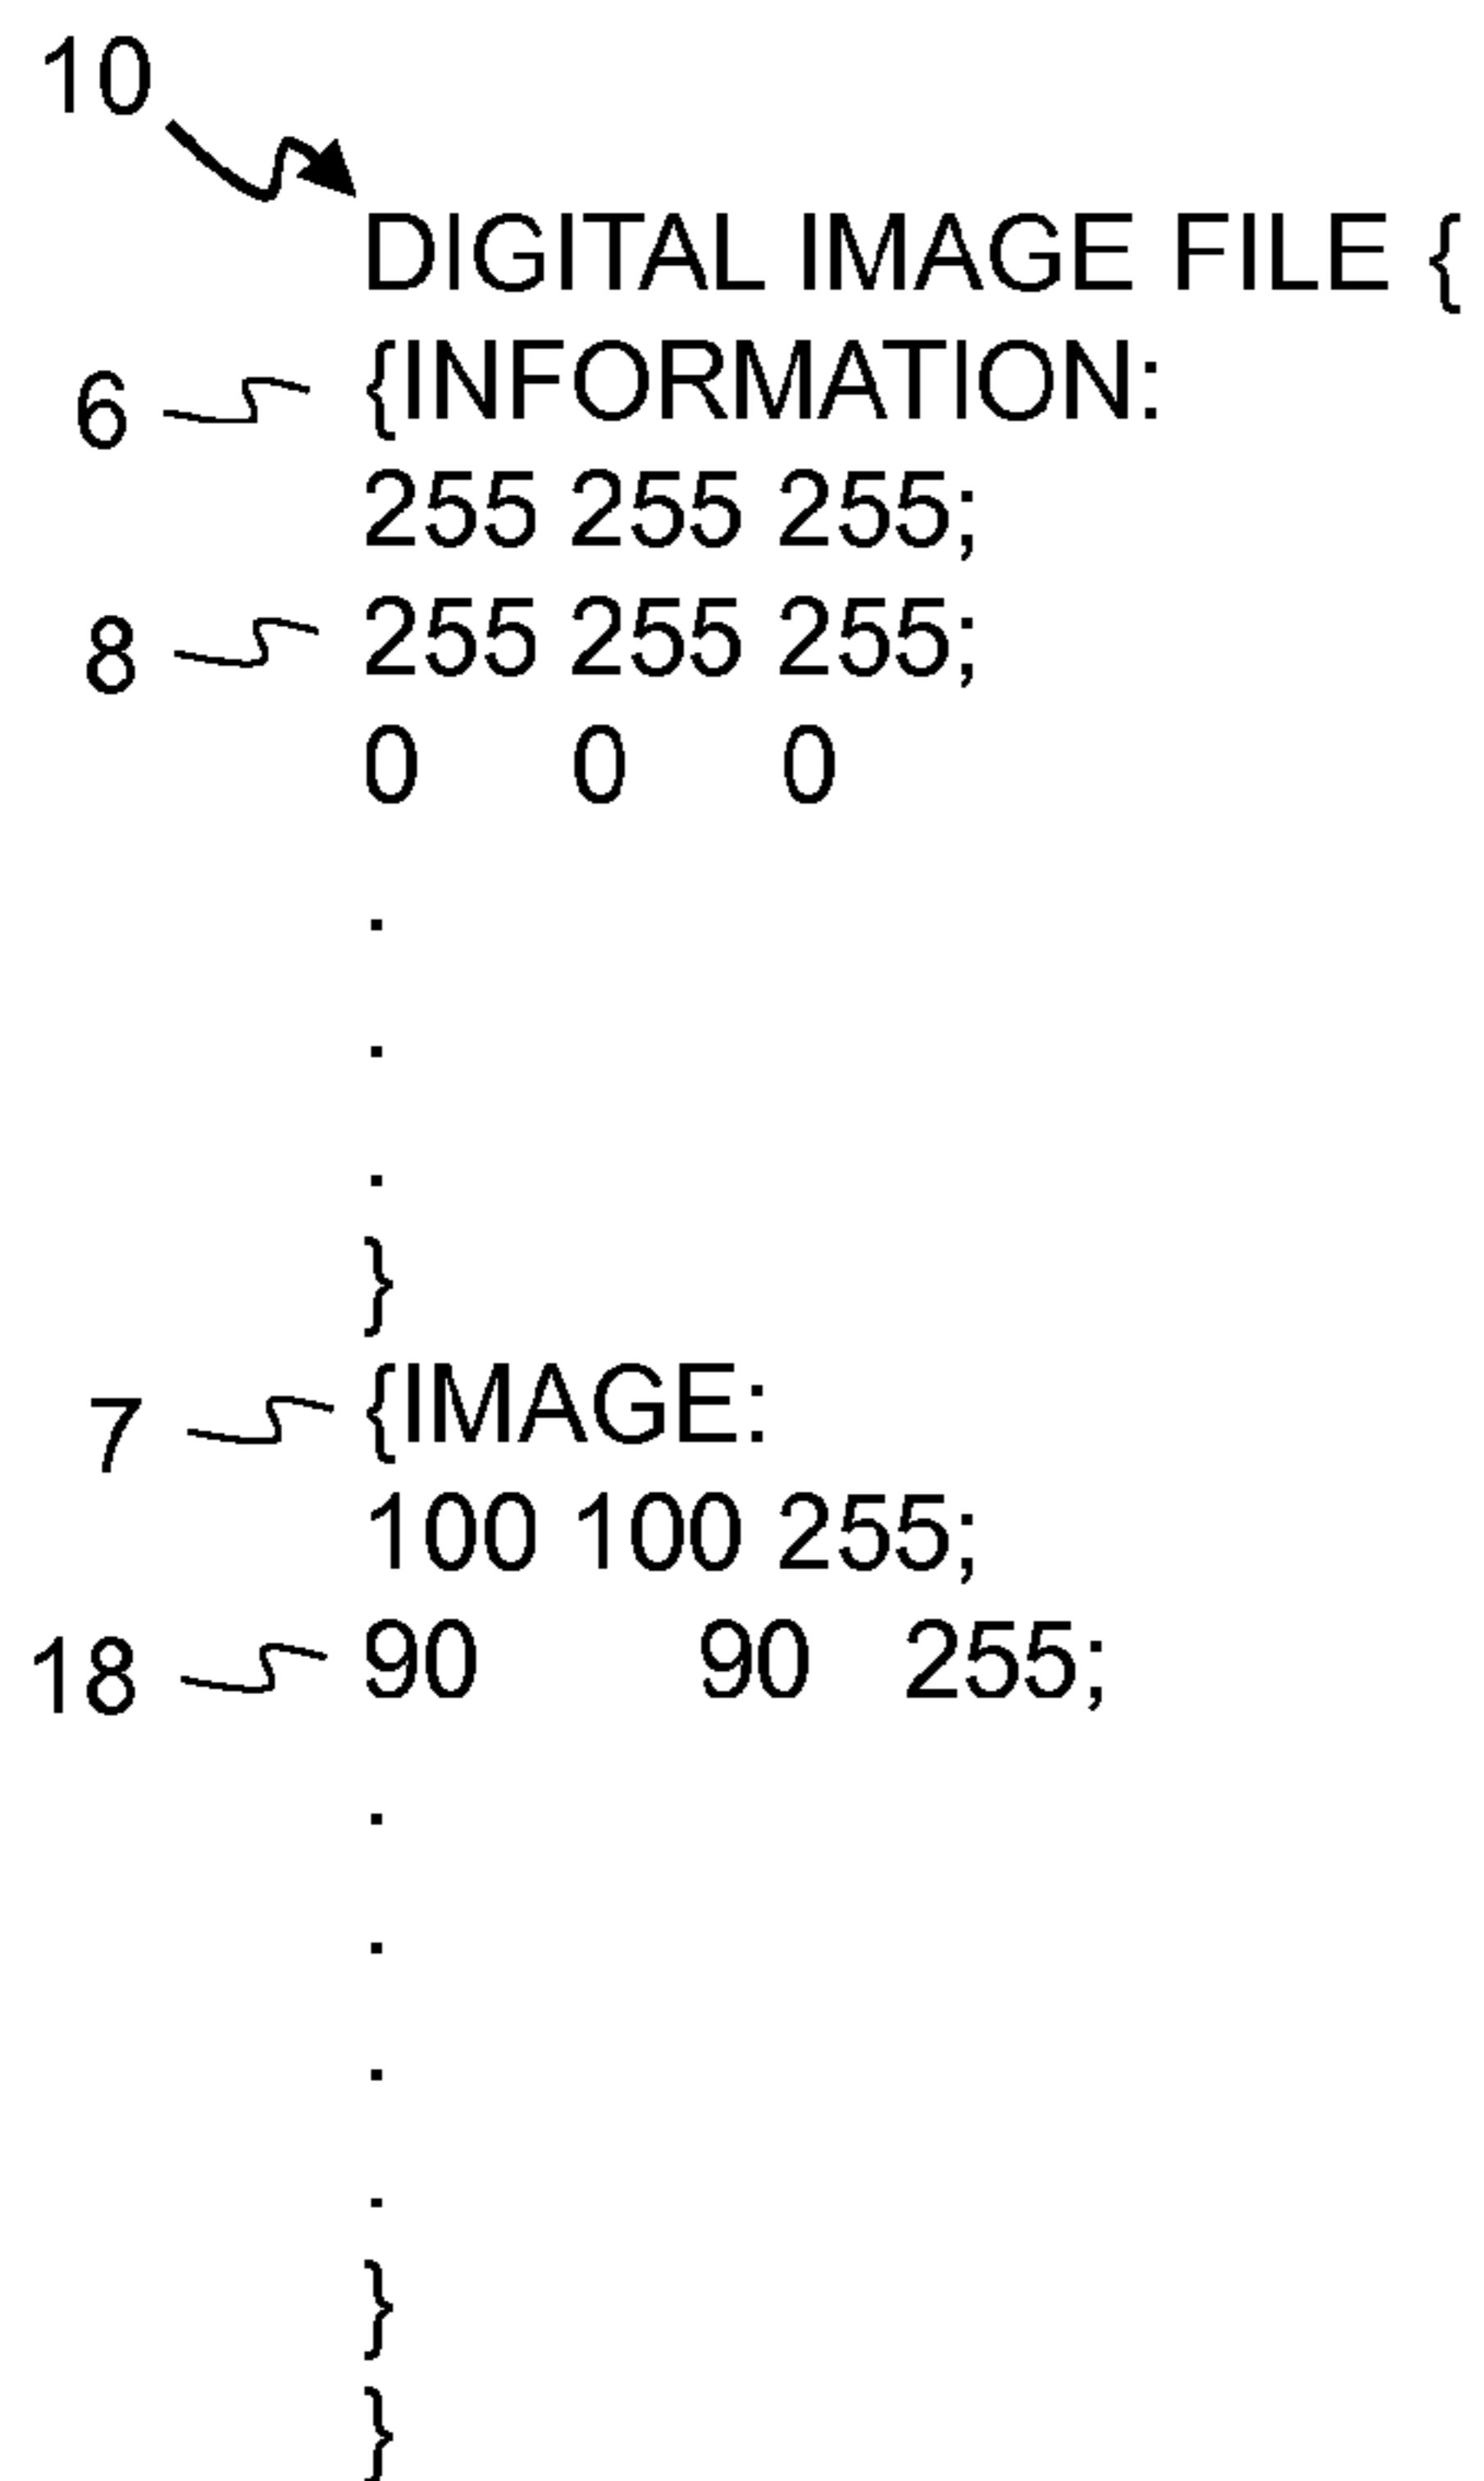 10
DIGITAL IMAGE FILE {
6 {INFORMATION:
255 255 255;
8 255 255 255;
0 0 0
.
.
.
}
7 {IMAGE:
100 100 255;
18 90 90 255;
.
.
.
.
}
}